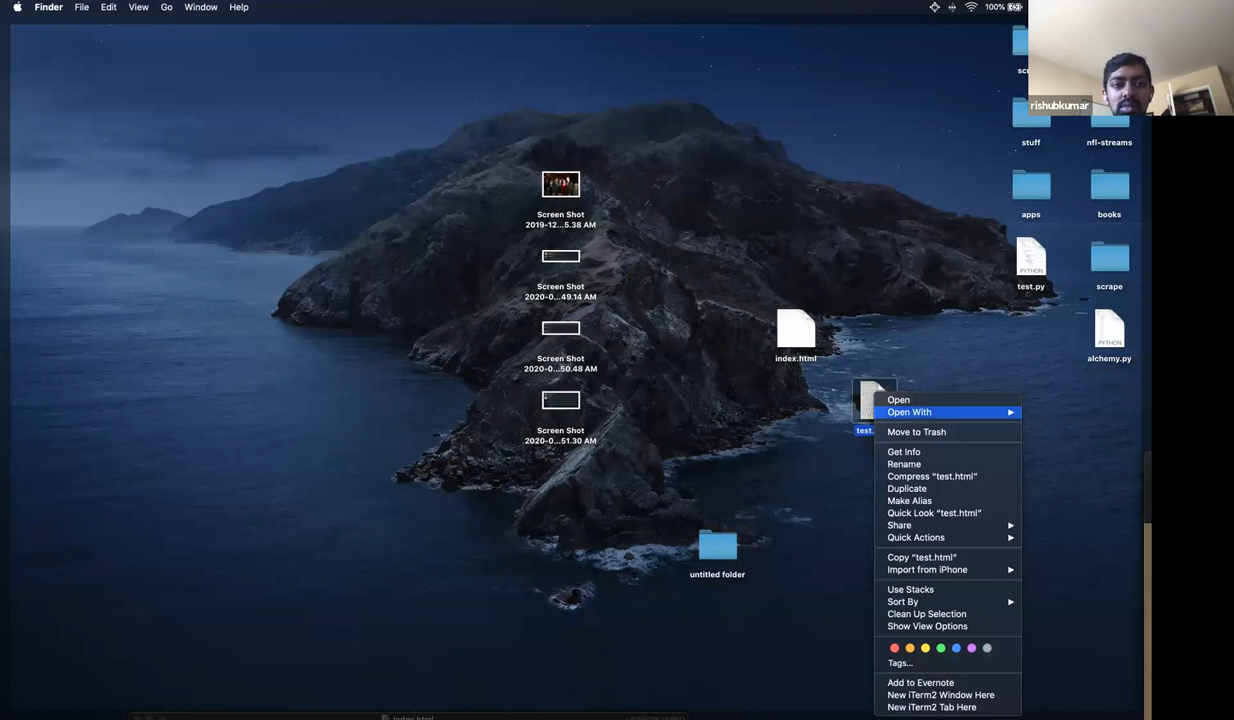 Finder File Edit View Go Window Help
100%
rishubkumar
stuff
nfl-streams
apps
books
test.py
PYTHON
scrape
alchemy.py
PYTHON
Screen Shot
2019-12...5.38 AM
Screen Shot
2020-0...49.14 AM
Screen Shot
2020-0...50.48 AM
Screen Shot
2020-0...51.30 AM
index.html
test.
untitled folder
Open
Open With
Move to Trash
Get Info
Rename
Compress “test.html”
Duplicate
Make Alias
Quick Look “test.html”
Share
Quick Actions
Copy “test.html”
Import from iPhone
Use Stacks
Sort By
Clean Up Selection
Show View Options
Tags...
Add to Evernote
New iTerm2 Window Here
New iTerm2 Tab Here
index.html